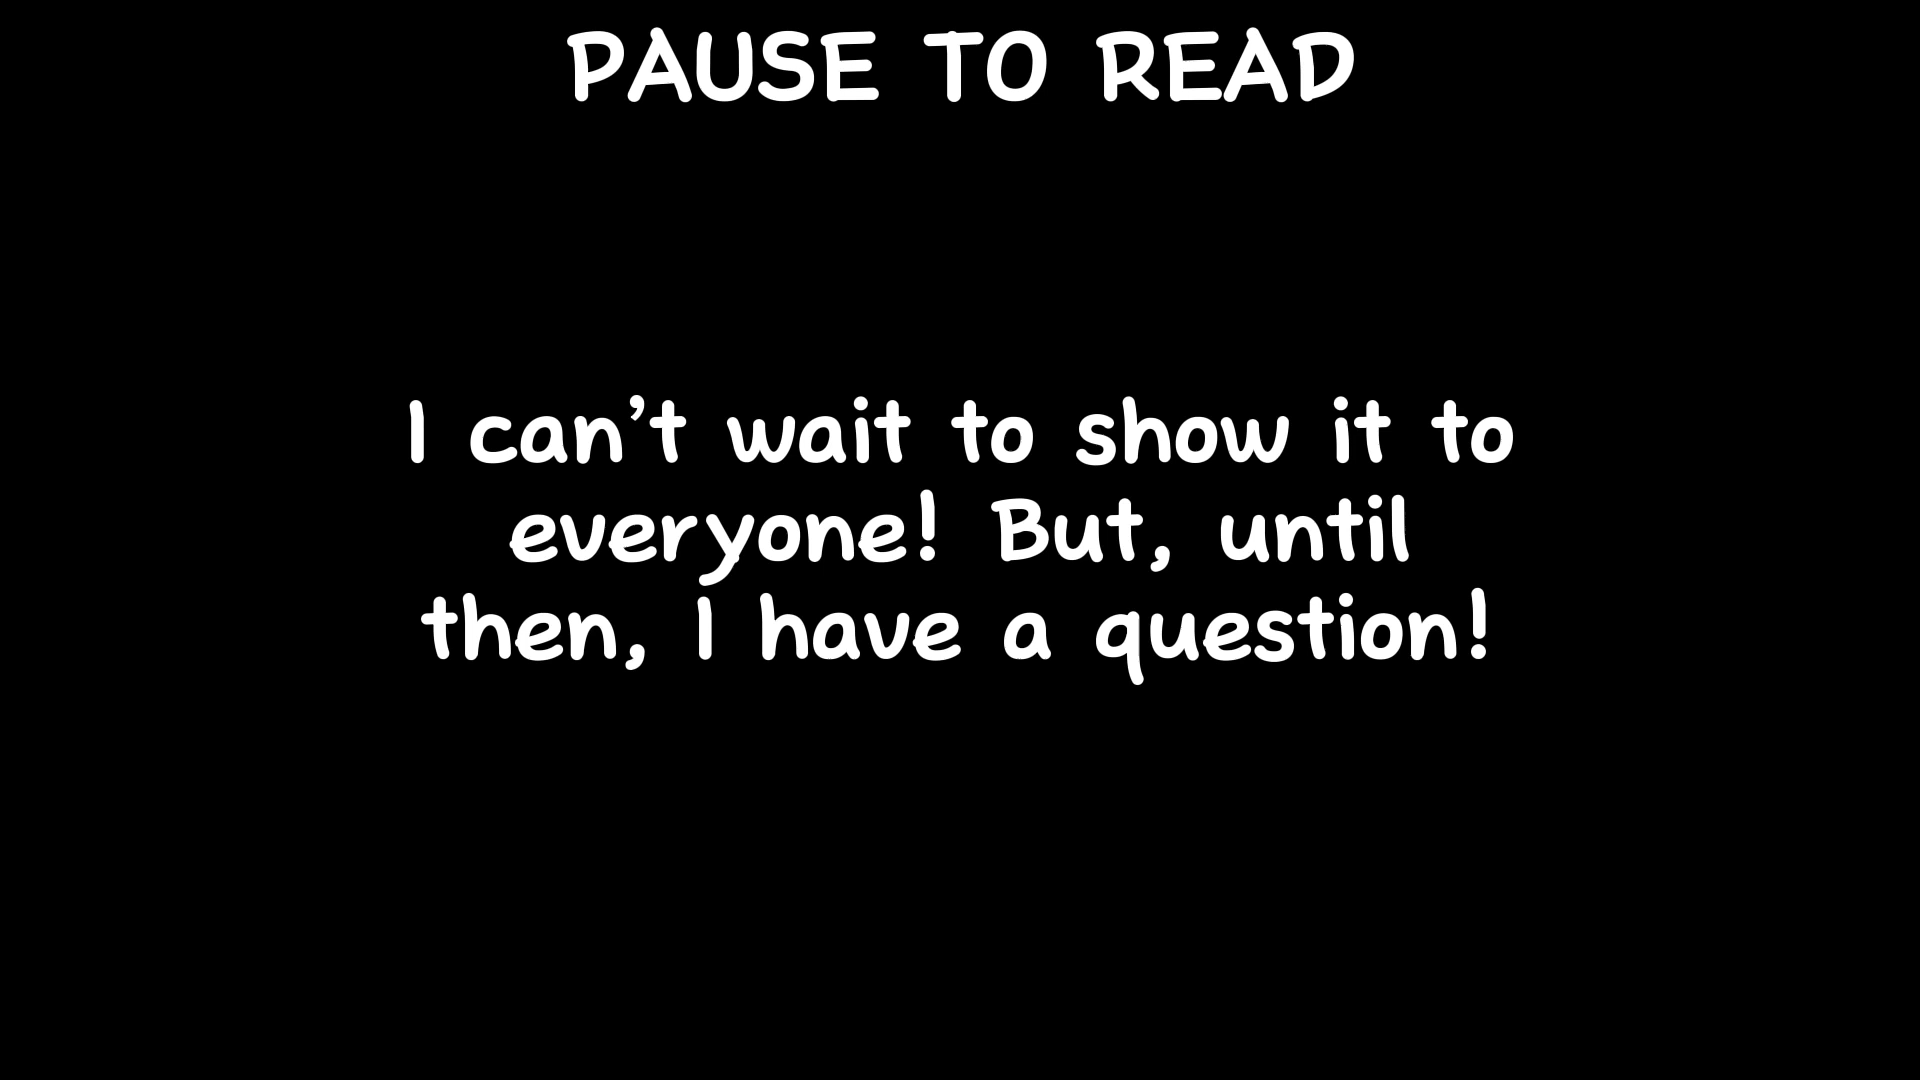 PAUSE TO READ
I can’t wait to show it to
everyone! But, until
then, I have a question!